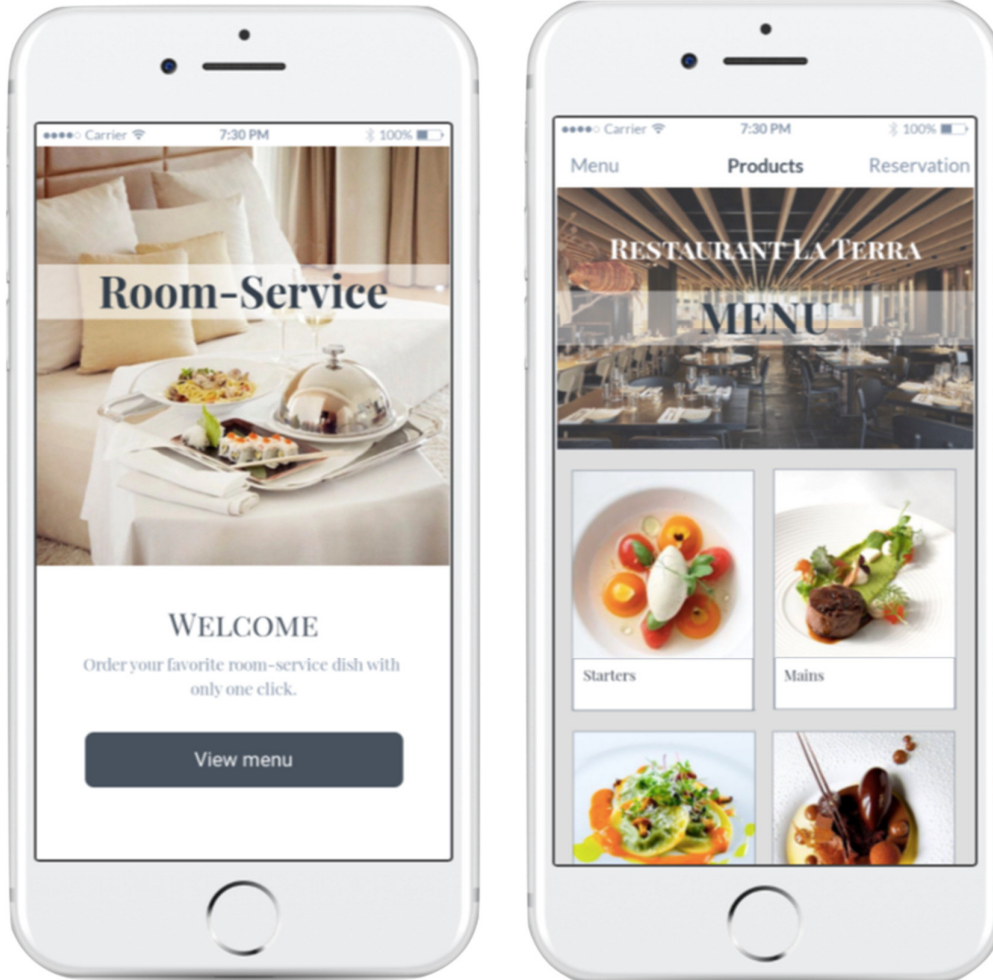 Carrier 7:30 PM 100%
Room-Service
WELCOME
Order your favorite room-service dish with
only one click.
View menu
Carrier 7:30 PM 100%
Menu Products Reservation
RESTAURANT LA TERRA
MENU
Starters Mains